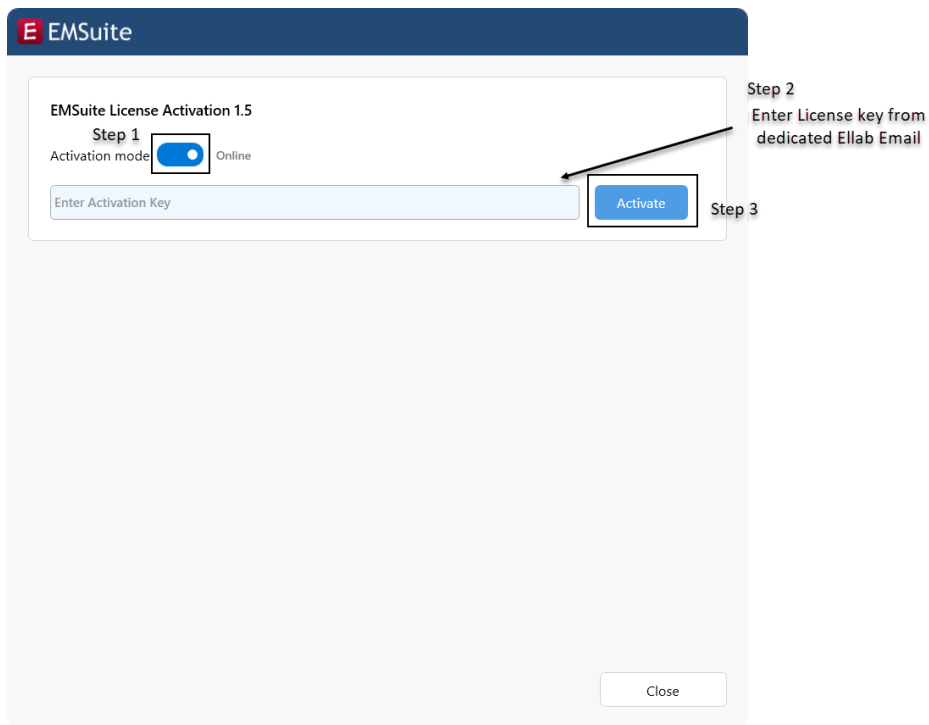 E EMSuite
EMSuite License Activation 1.5
Step 1
Activation mode
Online
Step 2
Enter License key from
dedicated Ellab Email
Enter Activation Key
Activate
Step 3
Close